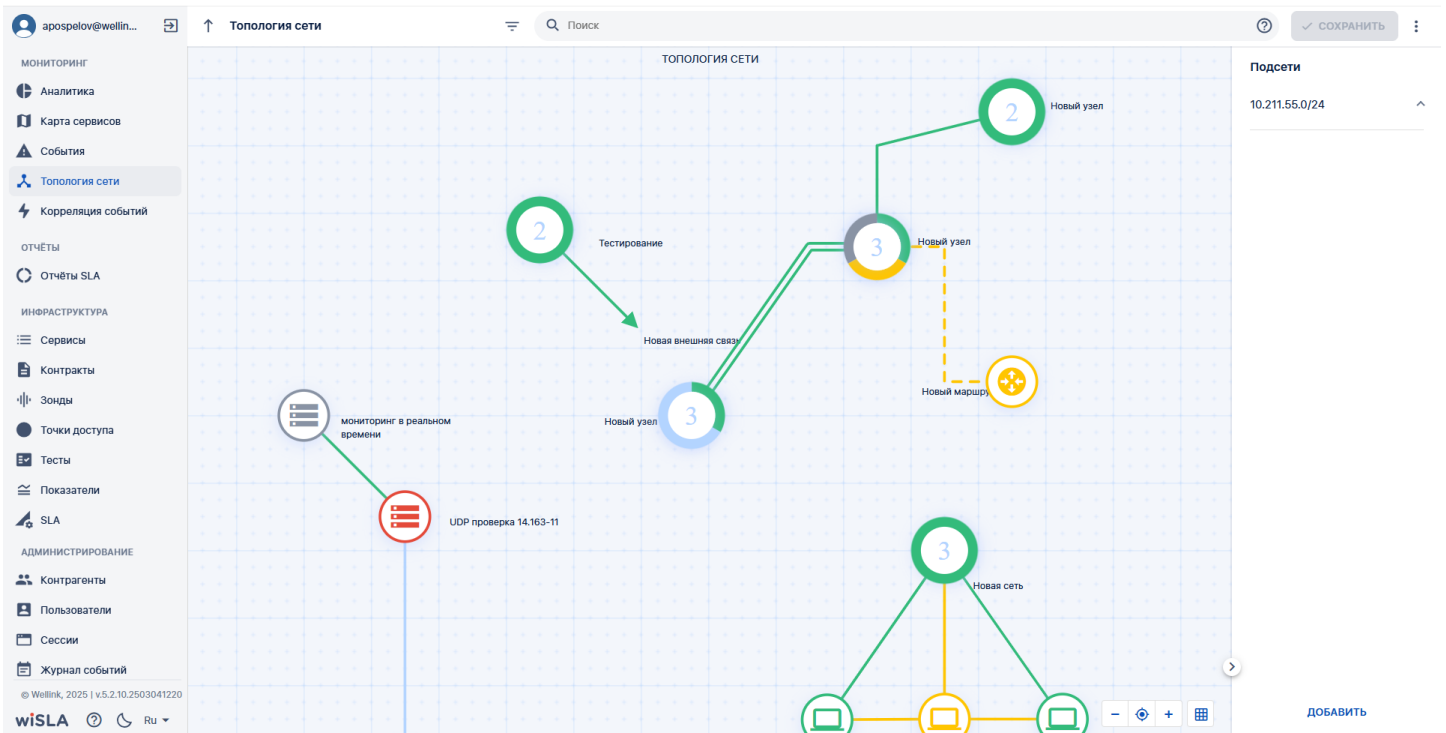 apospelov@wellin...
Топология сети
Поиск
СОХРАНИТЬ
МОНИТОРИНГ
Аналитика
Карта сервисов
События
Топология сети
Корреляция событий
ОТЧЁТЫ
Отчёты SLA
ИНФРАСТРУКТУРА
Сервисы
Контракты
Зонды
Точки доступа
Тесты
Показатели
SLA
АДМИНИСТРИРОВАНИЕ
Контрагенты
Пользователи
Сессии
Журнал событий
© Wellink, 2025 | v.5.2.10.2503041220
wiSLA
Ru
ТОПОЛОГИЯ СЕТИ
2
Новый узел
2
Тестирование
3
Новый узел
Новая внешняя связь
Новый маршру
3
Новый узел
мониторинг в реальном
времени
UDP проверка 14.163-11
3
Новая сеть
Подсети
10.211.55.0/24
ДОБАВИТЬ